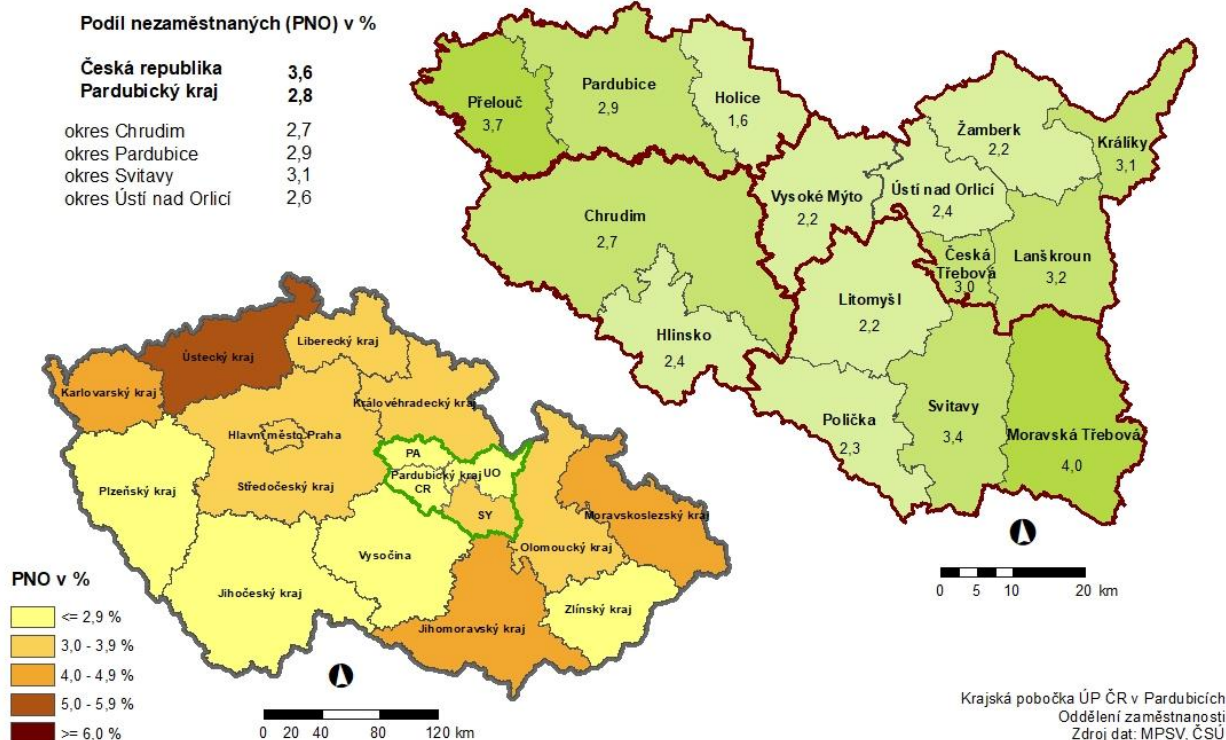 Podíl nezaměstnaných (PNO) v %
Česká republika 3,6
Pardubický kraj 2,8
okres Chrudim 2,7
okres Pardubice 2,9
okres Svitavy 3,1
okres Ústí nad Orlicí 2,6
Přelouč
3,7
Pardubice
2,9
Holice
1,6
Žamberk
2,2
Králíky
3,1
Vysoké Mýto
2,2
Ústí nad Orlicí
2,4
Chrudim
2,7
Česká
Třebová
3,0
Lanškroun
3,2
Litomyšl
2,2
Hlinsko
2,4
Polička
2,3
Svitavy
3,4
Moravská Třebová
4,0
0 5 10 20 km
Ústecký kraj
Liberecký kraj
Karlovarský kraj
Královéhradecký kraj
Hlavní město Praha
PA
UO
Pardubický kraj
CR
Plzeňský kraj
Středočeský kraj
SY
Moravskoslezský kraj
Vysočina
Olomoucký kraj
Jihočeský kraj
Zlínský kraj
Jihomoravský kraj
PNO v %
<= 2,9 %
3,0 - 3,9 %
4,0 - 4,9 %
5,0 - 5,9 %
>= 6,0 %
0 20 40 80 120 km
Krajská pobočka ÚP ČR v Pardubicích
Oddělení zaměstnanosti
Zdroj dat: MPSV, ČSÚ